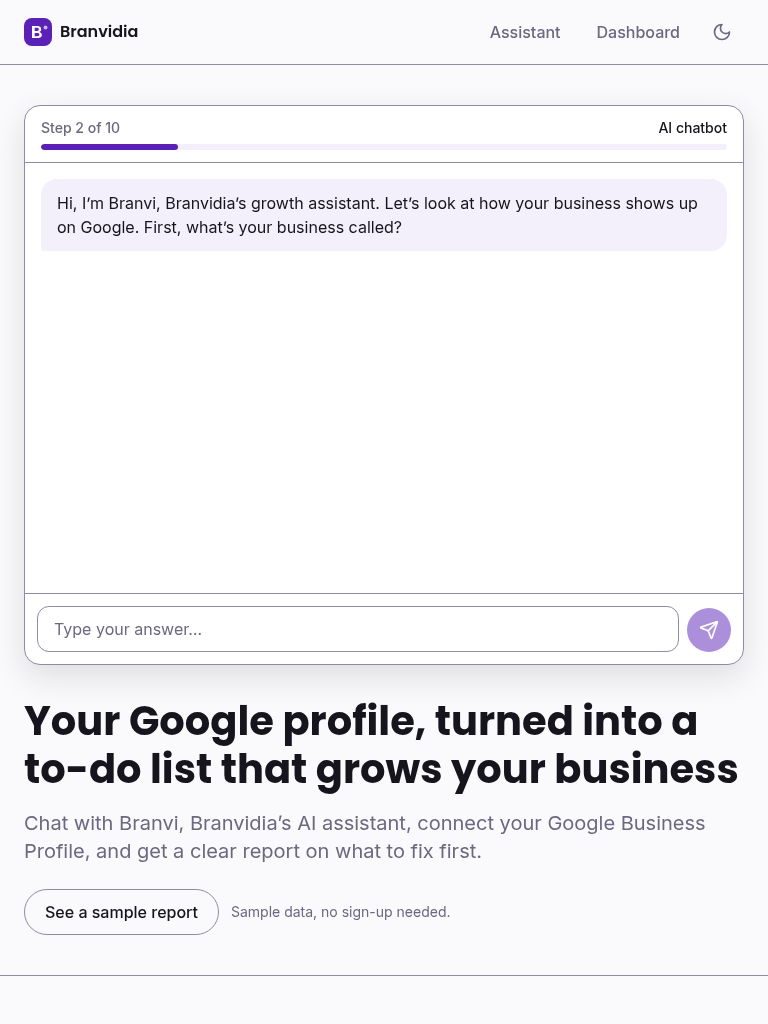 B
Branvidia
Assistant
Dashboard
Step 2 of 10
AI chatbot
Hi, I’m Branvi, Branvidia’s growth assistant. Let’s look at how your business shows up
on Google. First, what’s your business called?
Type your answer...
Your Google profile, turned into a
to-do list that grows your business
Chat with Branvi, Branvidia’s AI assistant, connect your Google Business
Profile, and get a clear report on what to fix first.
See a sample report
Sample data, no sign-up needed.